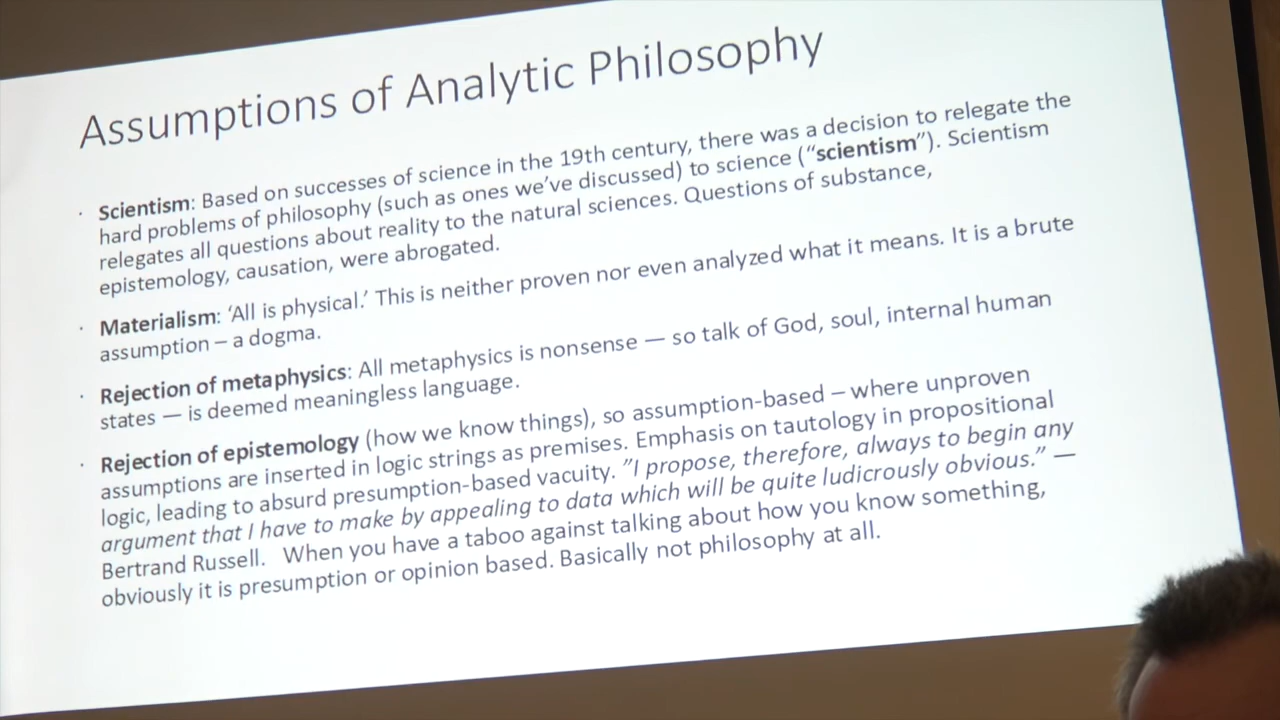 Assumptions of Analytic Philosophy
· Scientism: Based on successes of science in the 19th century, there was a decision to relegate the
hard problems of philosophy (such as ones we've discussed) to science ("scientism"). Scientism
relegates all questions about reality to the natural sciences. Questions of substance,
epistemology, causation, were abrogated.
· Materialism: 'All is physical.' This is neither proven nor even analyzed what it means. It is a brute
assumption – a dogma.
· Rejection of metaphysics: All metaphysics is nonsense — so talk of God, soul, internal human
states — is deemed meaningless language.
· Rejection of epistemology (how we know things), so assumption-based – where unproven
assumptions are inserted in logic strings as premises. Emphasis on tautology in propositional
logic, leading to absurd presumption-based vacuity. "I propose, therefore, always to begin any
argument that I have to make by appealing to data which will be quite ludicrously obvious." —
Bertrand Russell. When you have a taboo against talking about how you know something,
obviously it is presumption or opinion based. Basically not philosophy at all.